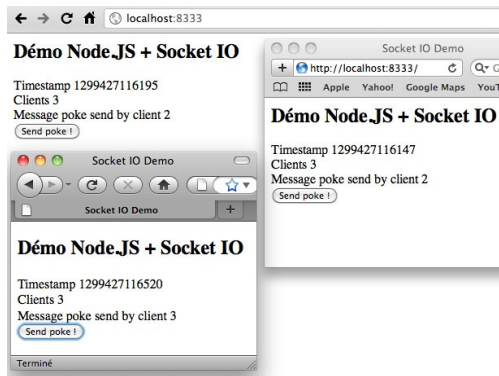 localhost:8333
Démo Node.JS + Socket IO
Timestamp 1299427116195
Clients 3
Message poke send by client 2
Send poke !
Socket IO Demo
http://localhost:8333/
Apple Yahoo! Google Maps YouT
Démo Node.JS + Socket IO
Timestamp 1299427116147
Clients 3
Message poke send by client 2
Send poke !
Socket IO Demo
Socket IO Demo
Démo Node.JS + Socket IO
Timestamp 1299427116520
Clients 3
Message poke send by client 3
Send poke !
Terminé